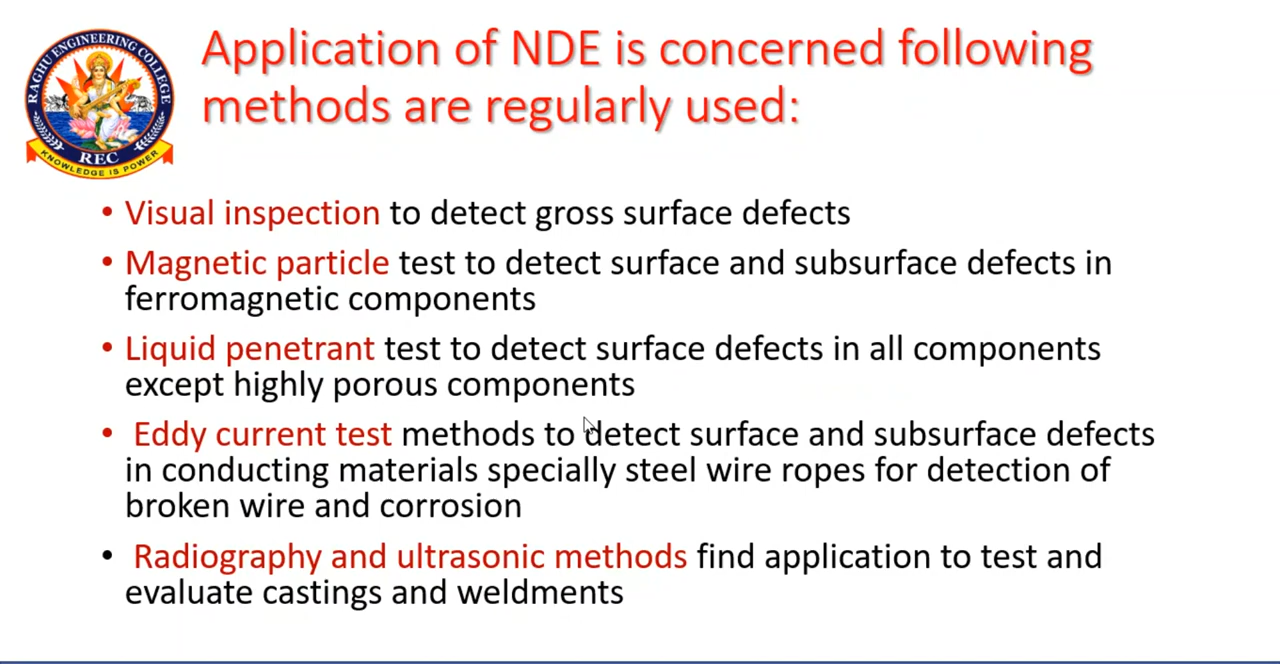 RAGHU ENGINEERING COLLEGE
REC
KNOWLEDGE IS POWER
Application of NDE is concerned following
methods are regularly used:
• Visual inspection to detect gross surface defects
• Magnetic particle test to detect surface and subsurface defects in
ferromagnetic components
• Liquid penetrant test to detect surface defects in all components
except highly porous components
• Eddy current test methods to detect surface and subsurface defects
in conducting materials specially steel wire ropes for detection of
broken wire and corrosion
• Radiography and ultrasonic methods find application to test and
evaluate castings and weldments